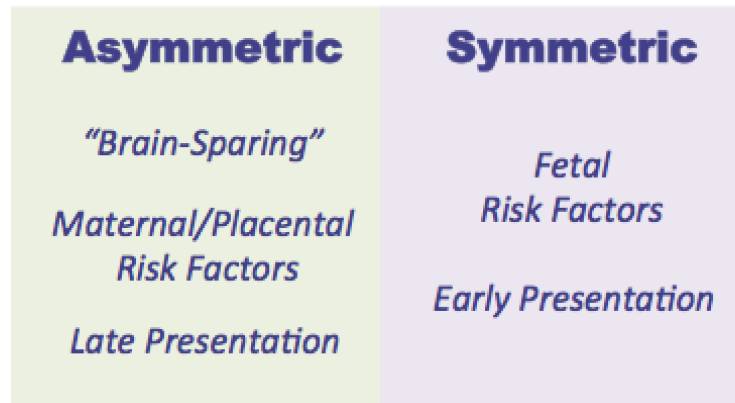 Asymmetric
“Brain-Sparing”
Maternal/Placental
Risk Factors
Late Presentation
Symmetric
Fetal
Risk Factors
Early Presentation